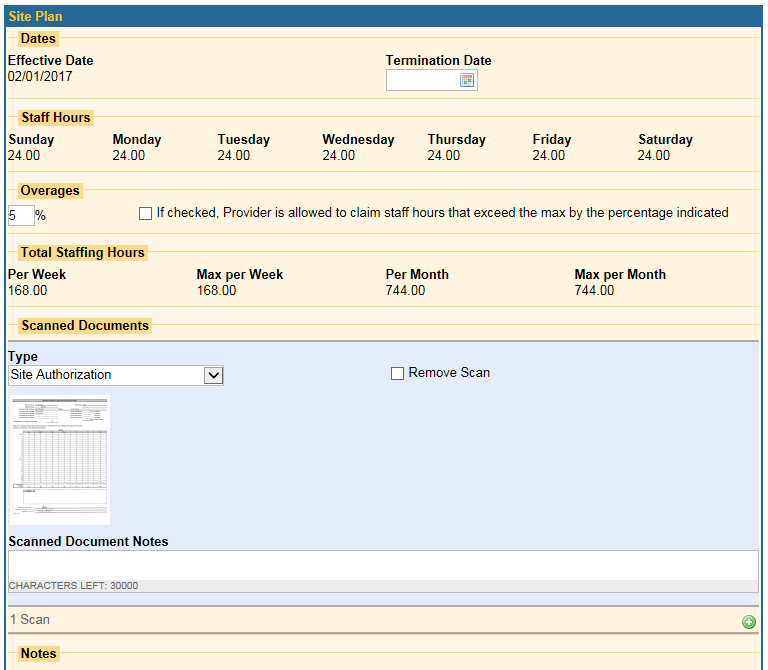 Site Plan
Dates
Effective Date Termination Date
02/01/2017
Staff Hours
Sunday Monday Tuesday Wednesday Thursday Friday Saturday
24.00 24.00 24.00 24.00 24.00 24.00 24.00
Overages
5 % If checked, Provider is allowed to claim staff hours that exceed the max by the percentage indicated
Total Staffing Hours
Per Week Max per Week Per Month Max per Month
168.00 168.00 744.00 744.00
Scanned Documents
Type
Site Authorization Remove Scan
Scanned Document Notes
CHARACTERS LEFT: 30000
1 Scan
Notes